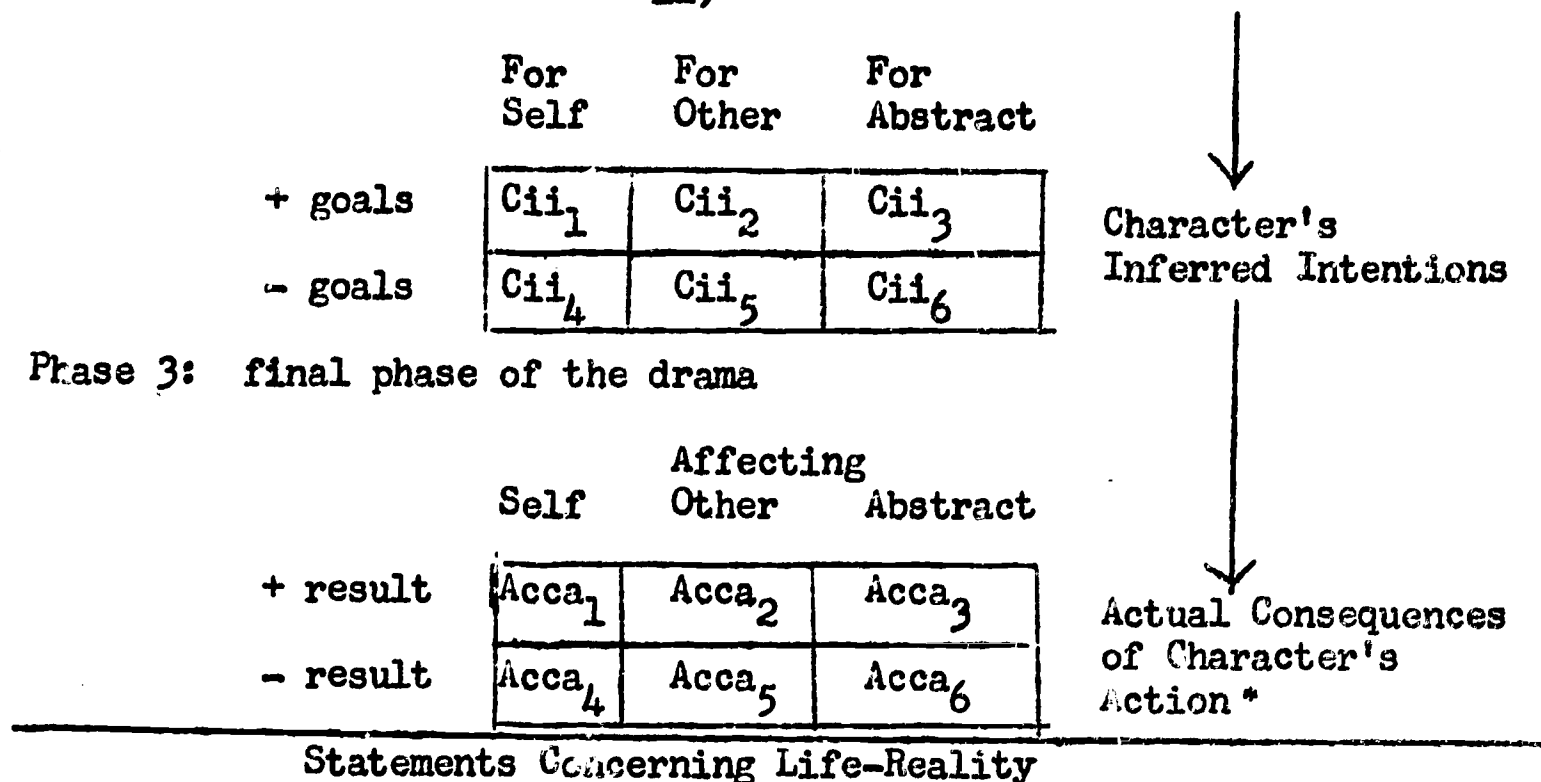 For For For
Self Other Abstract
+ goals Cii1 Cii2 Cii3
- goals Cii4 Cii5 Cii6
Character's
Inferred Intentions
Phase 3: final phase of the drama
Affecting
Self Other Abstract
+ result Acca1 Acca2 Acca3
- result Acca4 Acca5 Acca6
Actual Consequences
of Character's
Action*
Statements Concerning Life-Reality